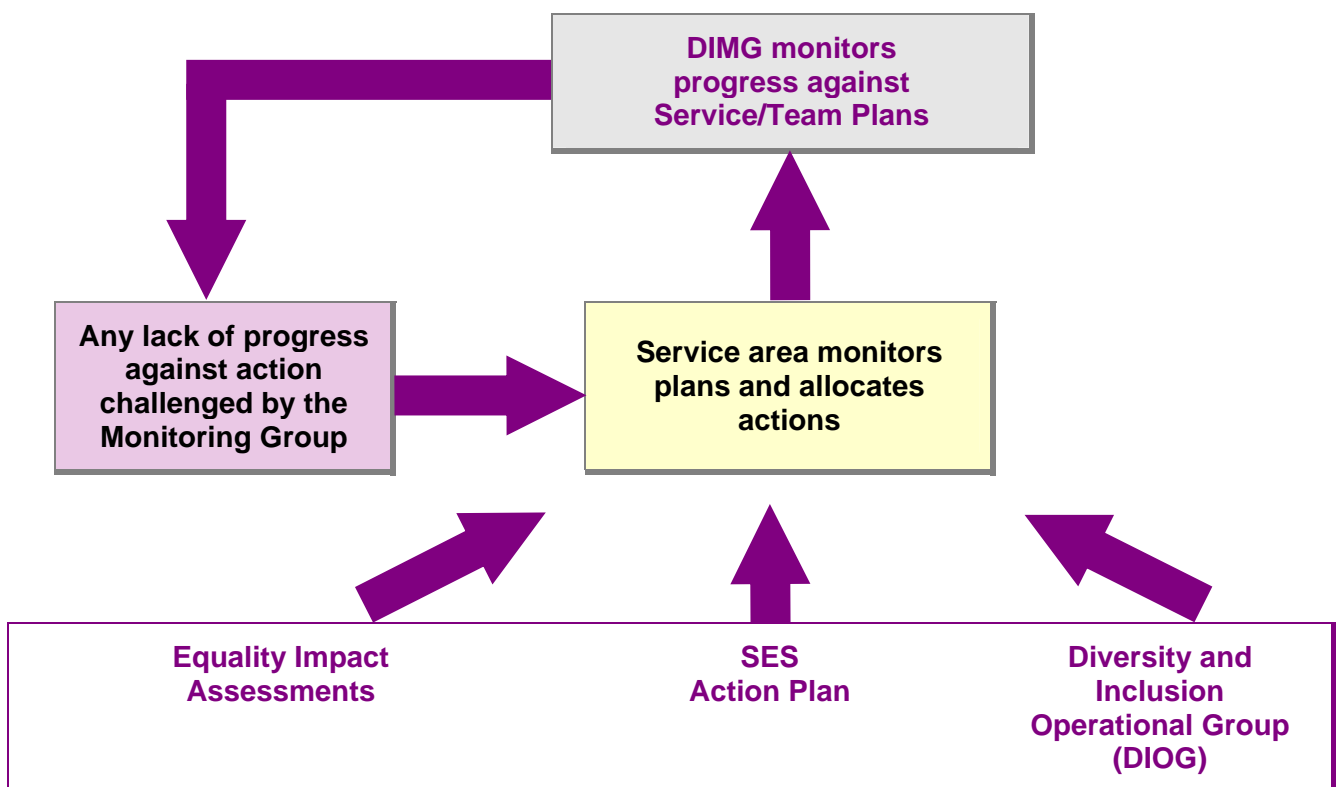 DIMG monitors
progress against
Service/Team Plans
Any lack of progress
against action
challenged by the
Monitoring Group
Service area monitors
plans and allocates
actions
Equality Impact
Assessments
SES
Action Plan
Diversity and
Inclusion
Operational Group
(DIOG)